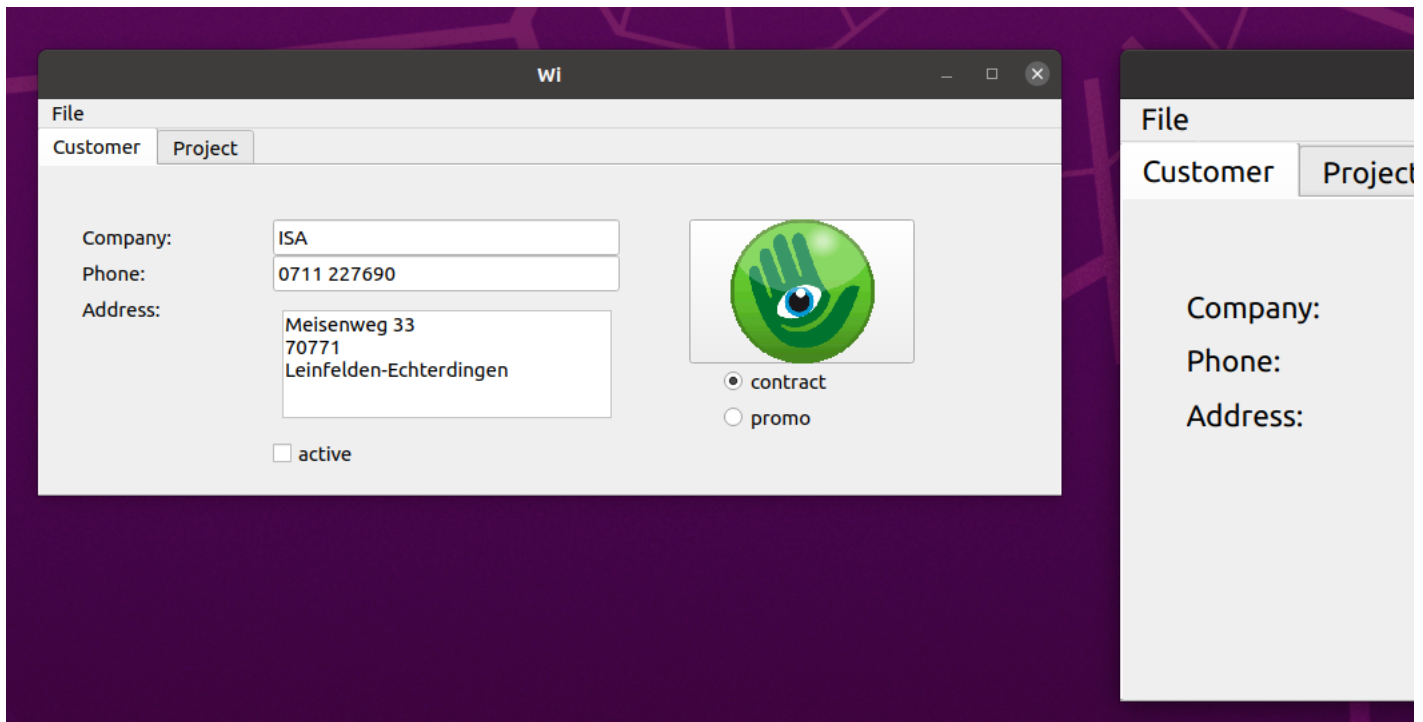 Wi
File
Customer Project
Company: ISA
Phone: 0711 227690
Address: Meisenweg 33
70771
Leinfelden-Echterdingen
contract
promo
active
File
Customer Project
Company:
Phone:
Address: